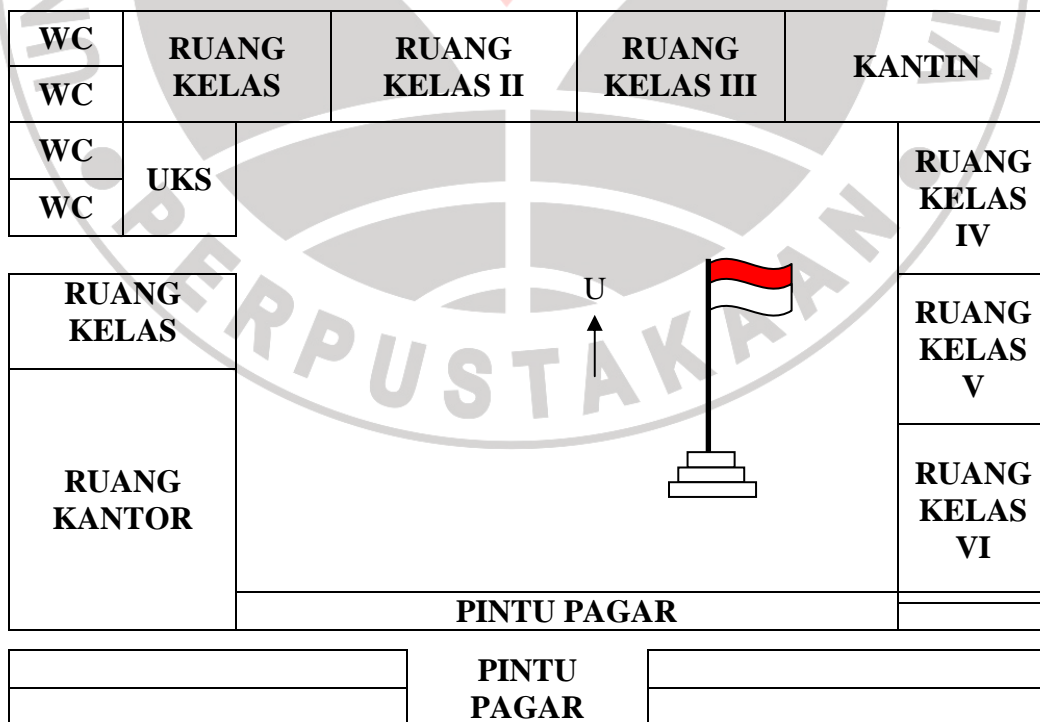 WC
WC
WC
WC
RUANG
KELAS
RUANG
KELAS II
RUANG
KELAS III
KANTIN
UKS
RUANG
KELAS
IV
RUANG
KELAS
U
RUANG
KELAS
V
RUANG
KANTOR
RUANG
KELAS
VI
PINTU PAGAR
PINTU
PAGAR
PERPUSTAKAAN